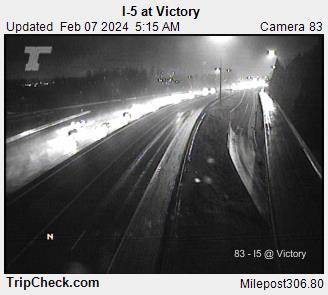 I-5 at Victory
Updated Feb 07 2024 5:15 AM Camera 83
T
N
83 - I5 @ Victory
TripCheck.com Milepost306.80